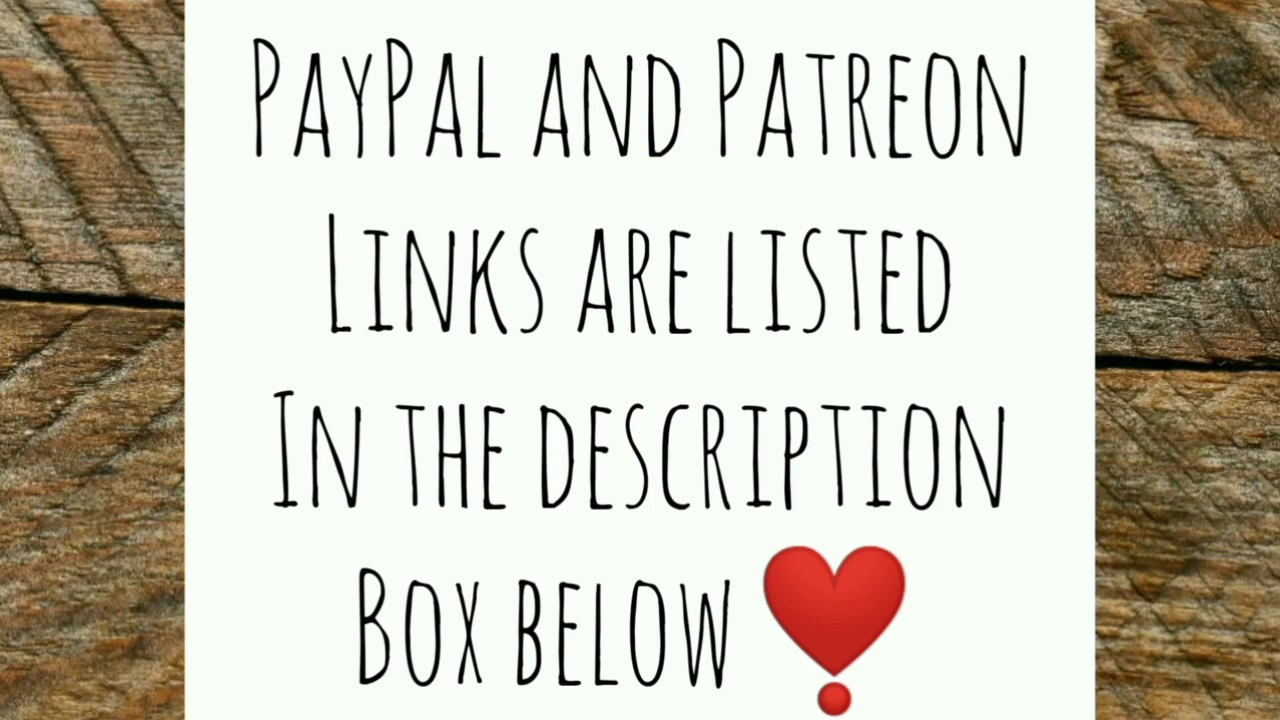 PayPal and Patreon
Links are listed
In the description
Box below ❣